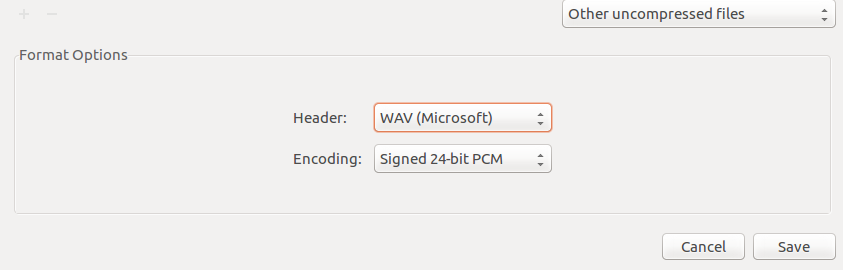 Other uncompressed files
Format Options
Header: WAV (Microsoft)
Encoding: Signed 24-bit PCM
Cancel Save